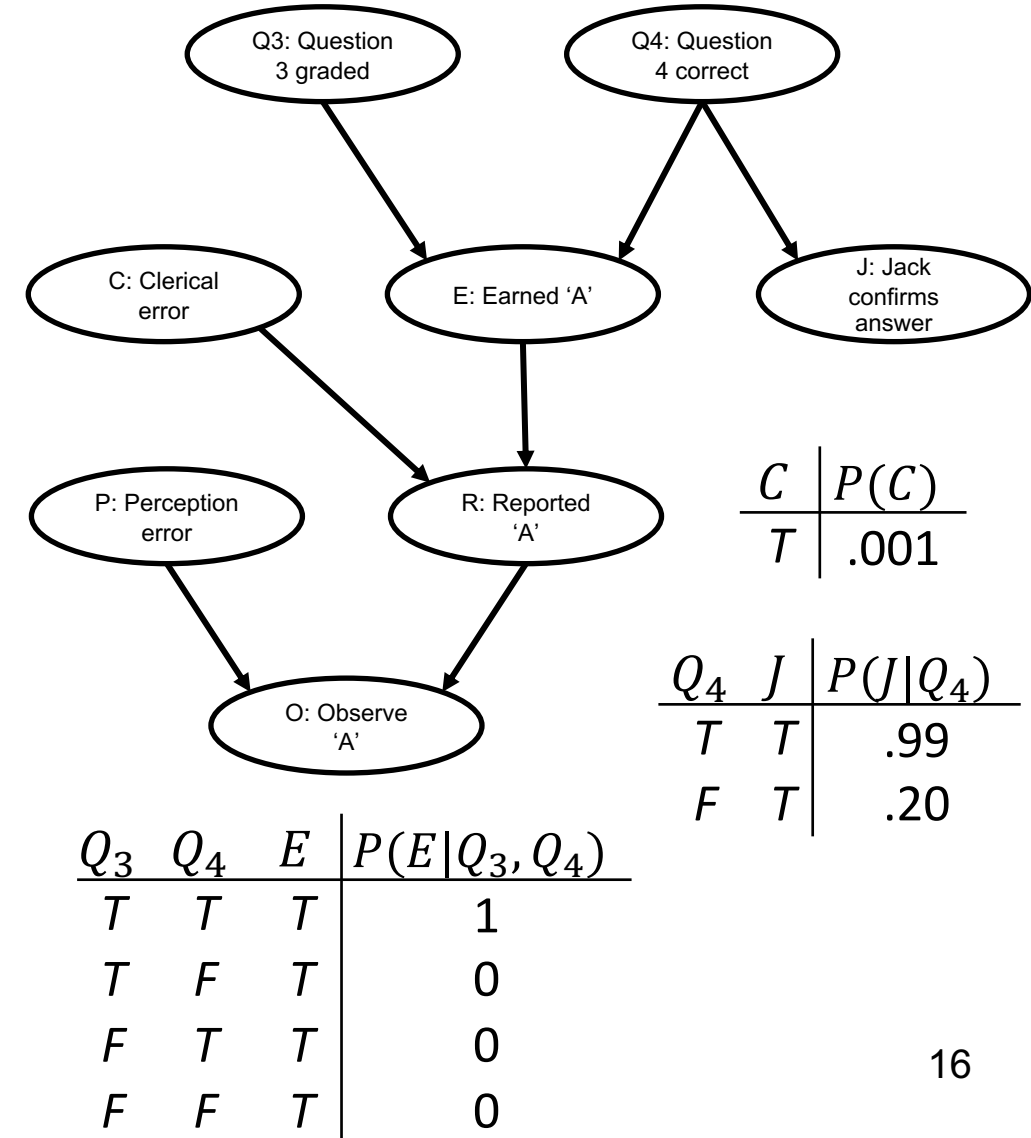 Q3: Question
3 graded
Q4: Question
4 correct
C: Clerical
error
E: Earned ‘A’
J: Jack
confirms
answer
P: Perception
error
R: Reported
‘A’
O: Observe
‘A’
C P(C)
T .001
Q₄ J P(J|Q₄)
T T .99
F T .20
Q₃ Q₄ E P(E|Q₃, Q₄)
T T T 1
T F T 0
F T T 0
F F T 0
16